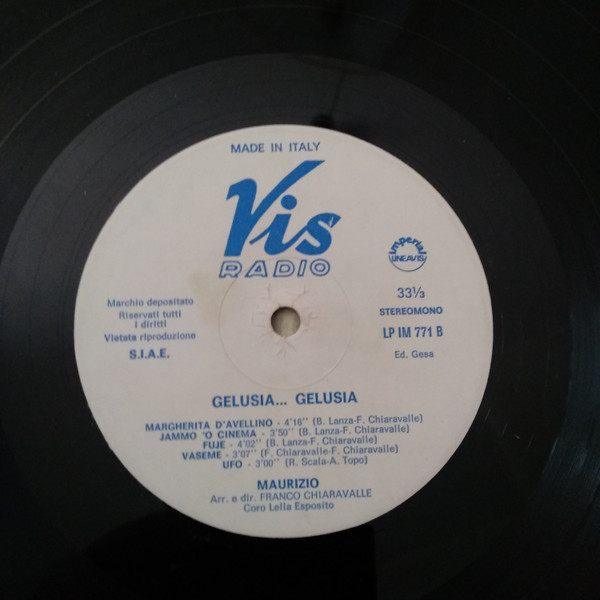 MADE IN ITALY
Vis
RADIO
imperial
LINEAVIS
Marchio depositato
Riservati tutti
i diritti
Vietata riproduzione
S.I.A.E.
33⅓
STEREOMONO
LP IM 771 B
Ed. Gesa
GELUSIA... GELUSIA
MARGHERITA D'AVELLINO - 4'16'' (B. Lanza-F. Chiaravalle)
JAMMO 'O CINEMA - 3'50'' (B. Lanza-F. Chiaravalle)
FUJE - 4'02'' (B. Lanza-F. Chiaravalle)
VASEME - 3'07'' (F. Chiaravalle-F. Chiaravalle)
UFO - 3'00'' (R. Scala-A. Topo)
MAURIZIO
Arr. e dir. FRANCO CHIARAVALLE
Coro Lella Esposito